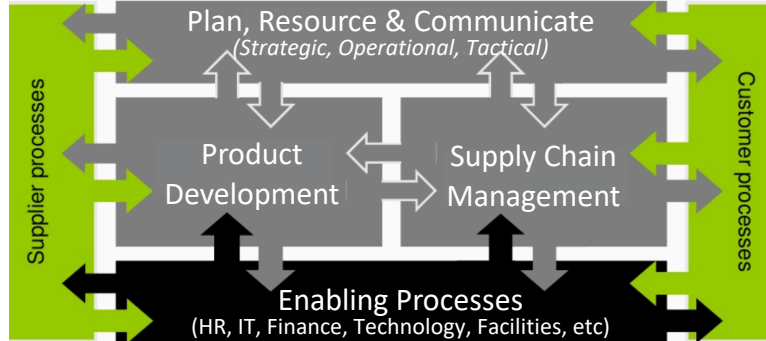 Plan, Resource & Communicate
(Strategic, Operational, Tactical)
Supplier processes
Product
Development
Supply Chain
Management
Customer processes
Enabling Processes
(HR, IT, Finance, Technology, Facilities, etc)